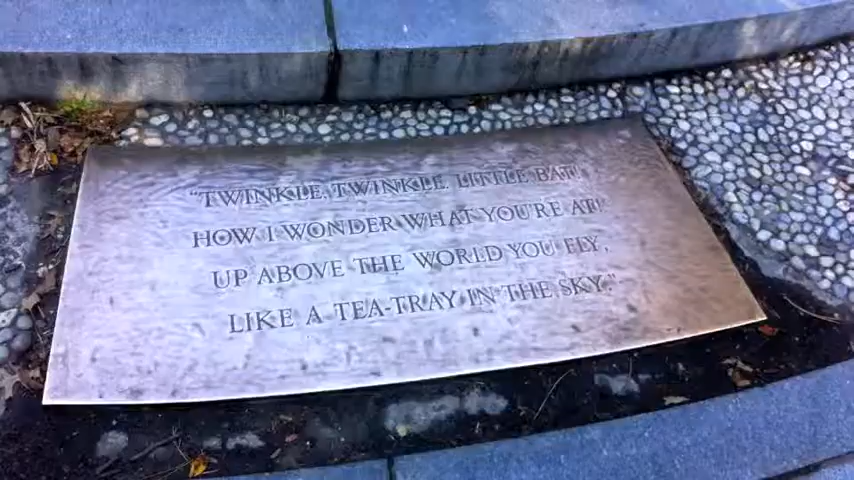 "TWINKLE, TWINKLE, LITTLE BAT!
HOW I WONDER WHAT YOU'RE AT!
UP ABOVE THE WORLD YOU FLY,
LIKE A TEA-TRAY IN THE SKY."